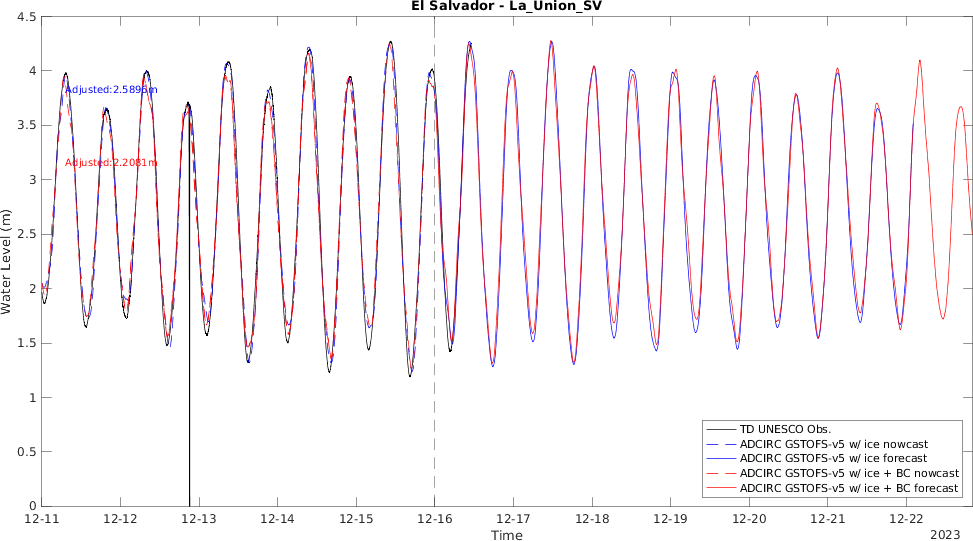 El Salvador - La_Union_SV
4.5
4
3.5
3
2.5
2
1.5
1
0.5
0
Water Level (m)
Adjusted:2.5896m
Adjusted:2.2081m
TD UNESCO Obs.
ADCIRC GSTOFS-v5 w/ ice nowcast
ADCIRC GSTOFS-v5 w/ ice forecast
ADCIRC GSTOFS-v5 w/ ice + BC nowcast
ADCIRC GSTOFS-v5 w/ ice + BC forecast
12-11 12-12 12-13 12-14 12-15 12-16 12-17 12-18 12-19 12-20 12-21 12-22
Time
2023